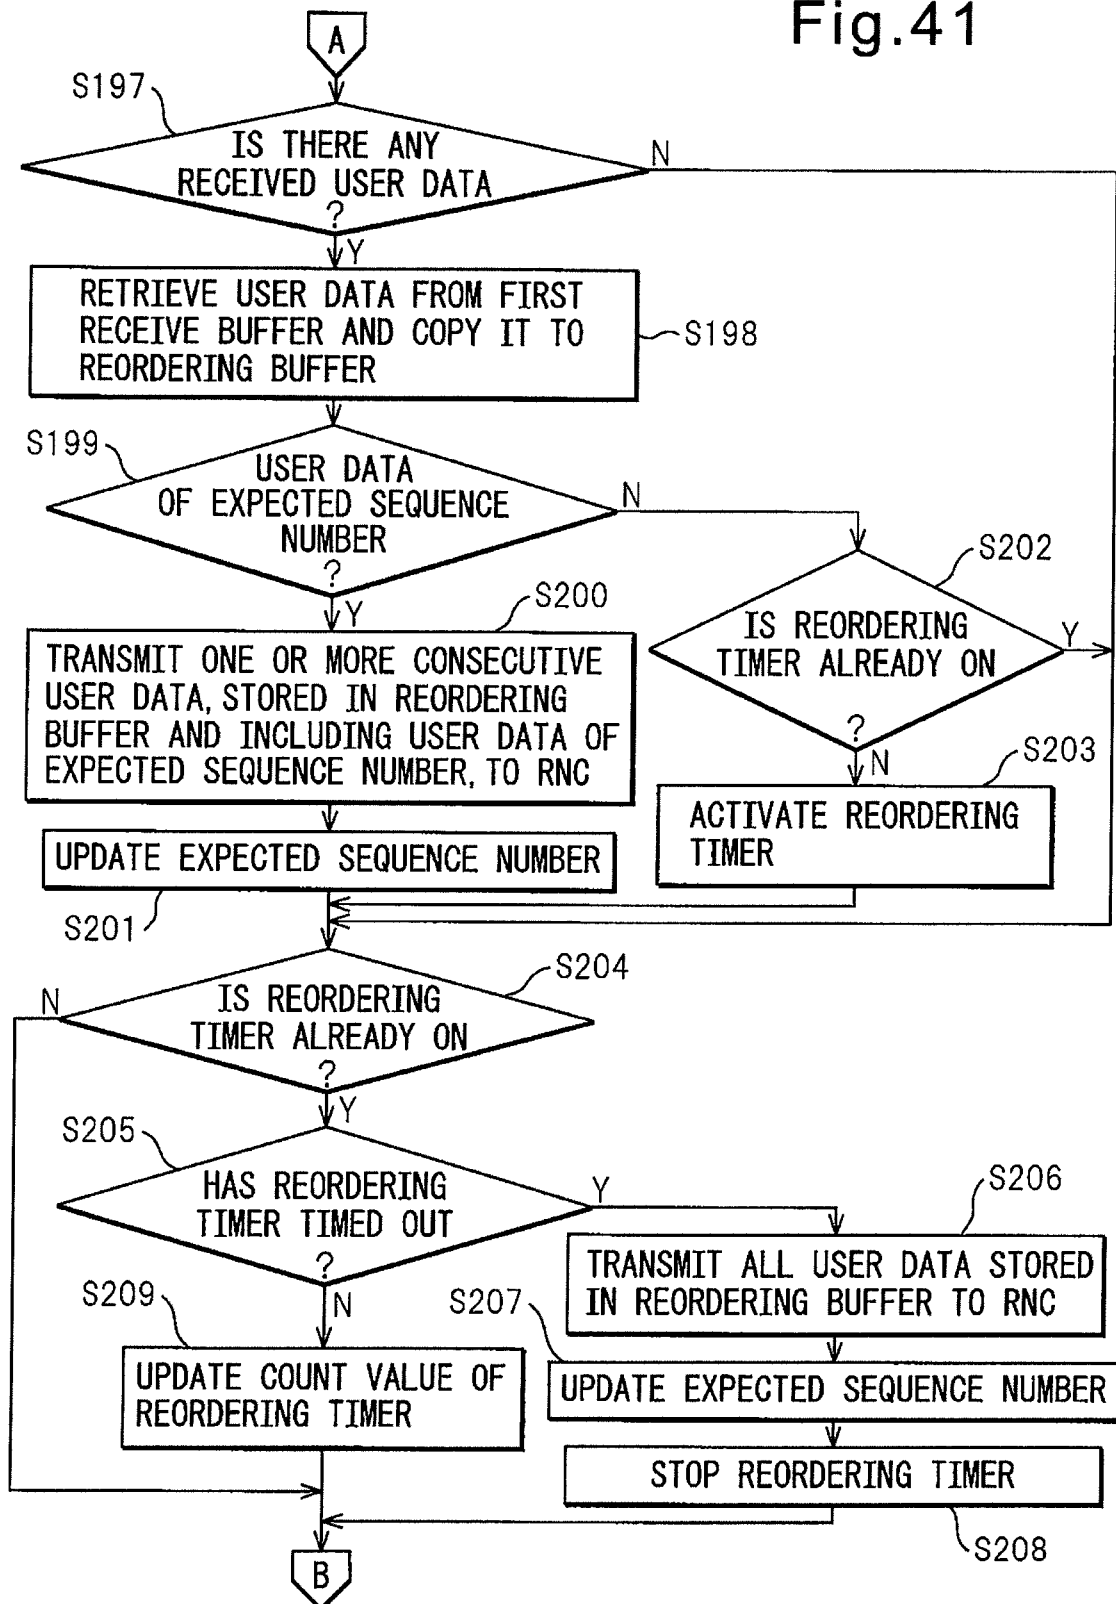 Fig.41
A
S197
IS THERE ANY
RECEIVED USER DATA
?
N
Y
RETRIEVE USER DATA FROM FIRST
RECEIVE BUFFER AND COPY IT TO
REORDERING BUFFER
S198
S199
USER DATA
OF EXPECTED SEQUENCE
NUMBER
?
N
Y
S200
TRANSMIT ONE OR MORE CONSECUTIVE
USER DATA, STORED IN REORDERING
BUFFER AND INCLUDING USER DATA OF
EXPECTED SEQUENCE NUMBER, TO RNC
S202
IS REORDERING
TIMER ALREADY ON
?
Y
N
S203
ACTIVATE REORDERING
TIMER
UPDATE EXPECTED SEQUENCE NUMBER
S201
S204
IS REORDERING
TIMER ALREADY ON
?
N
Y
S205
HAS REORDERING
TIMER TIMED OUT
?
Y
N
S206
TRANSMIT ALL USER DATA STORED
IN REORDERING BUFFER TO RNC
S207
UPDATE EXPECTED SEQUENCE NUMBER
STOP REORDERING TIMER
S208
S209
UPDATE COUNT VALUE OF
REORDERING TIMER
B